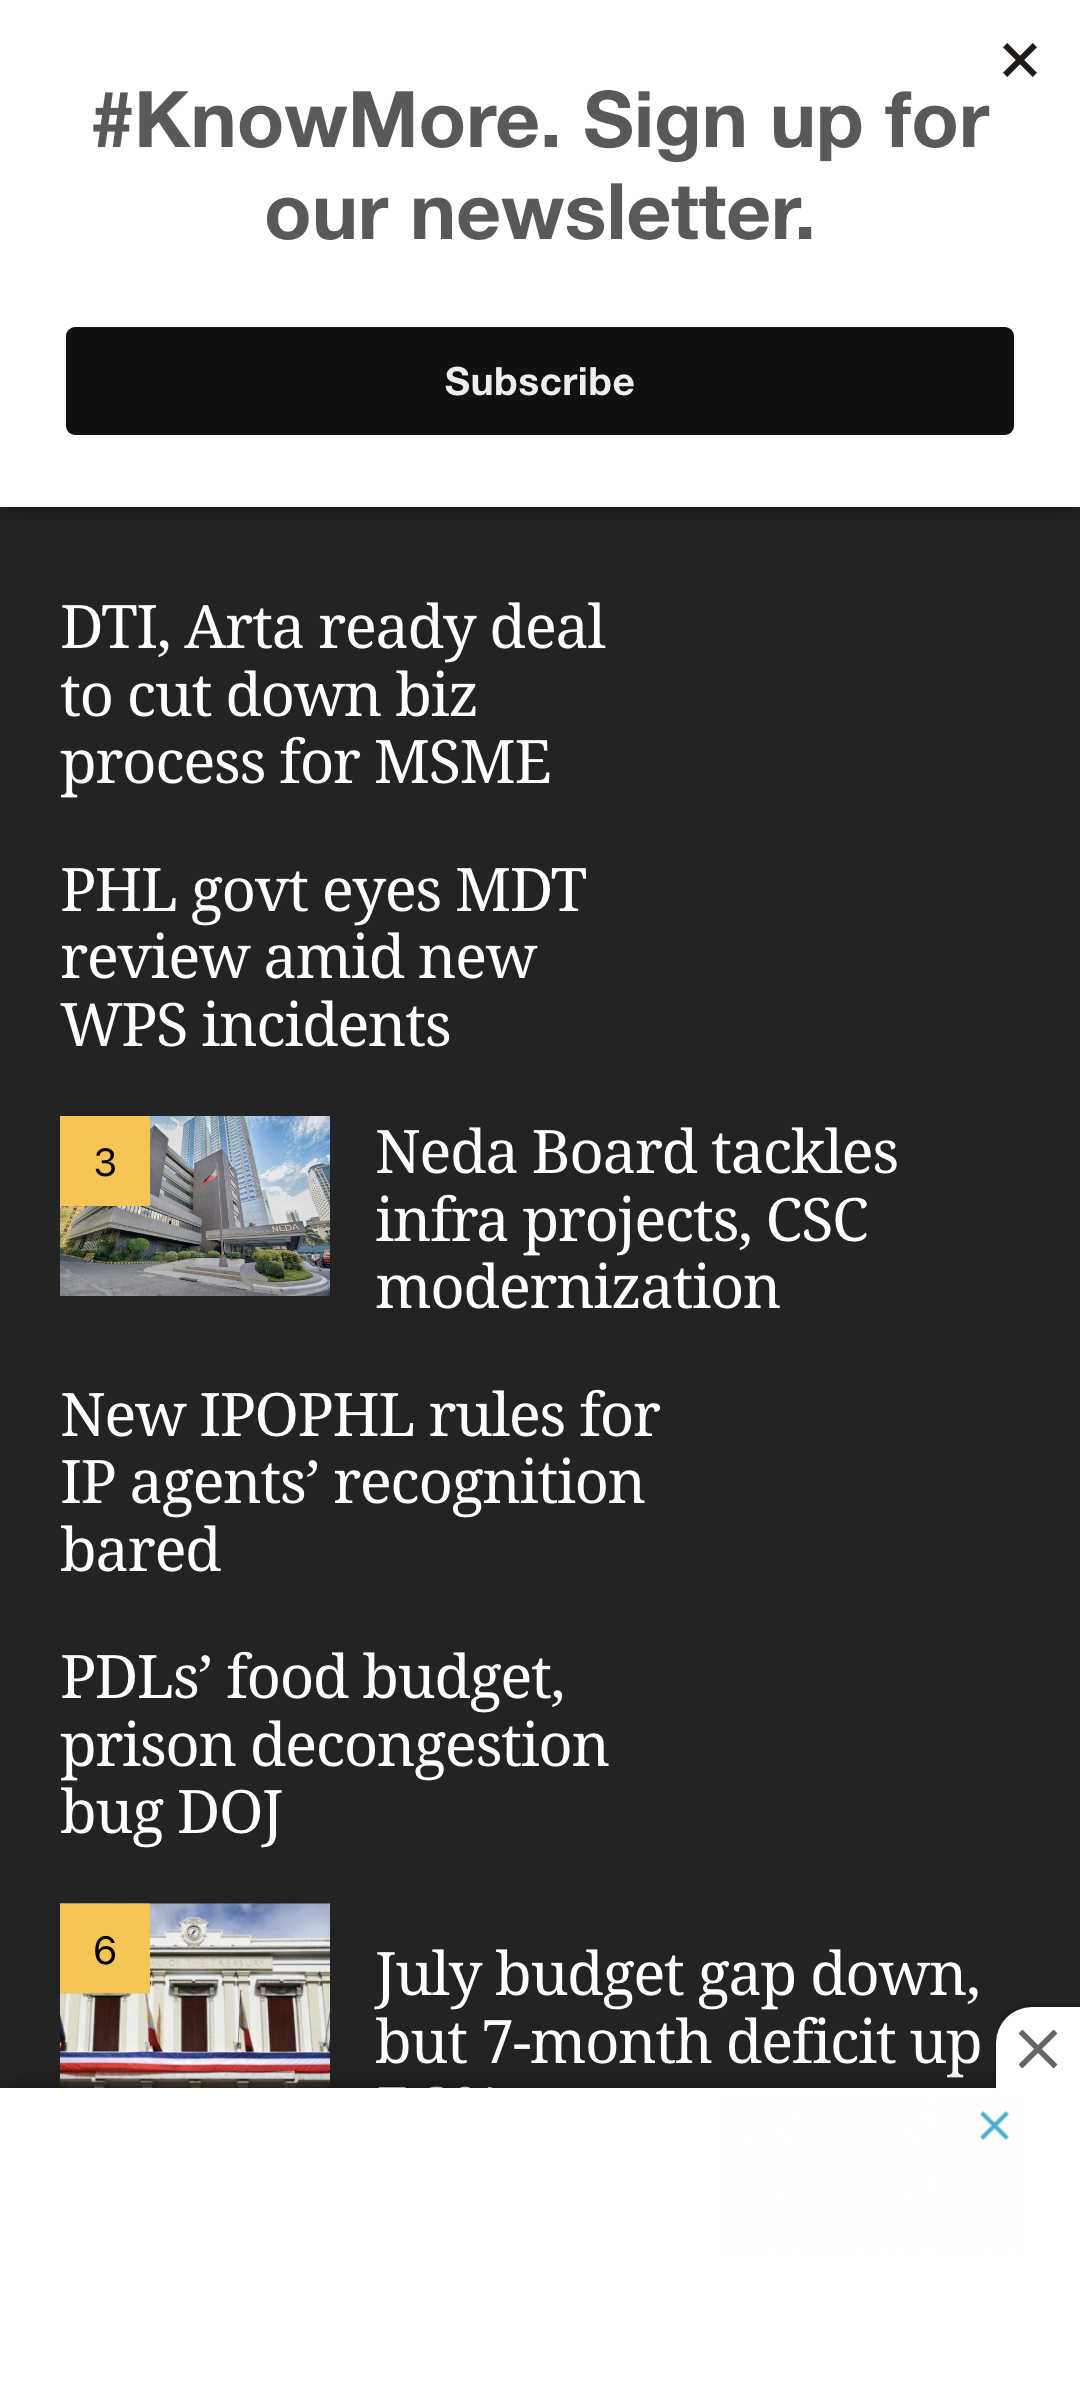 #KnowMore. Sign up for
our newsletter.
Subscribe
DTI, Arta ready deal
to cut down biz
process for MSME
PHL govt eyes MDT
review amid new
WPS incidents
3
NEDA
Neda Board tackles
infra projects, CSC
modernization
New IPOPHL rules for
IP agents’ recognition
bared
PDLs’ food budget,
prison decongestion
bug DOJ
6
July budget gap down,
but 7-month deficit up